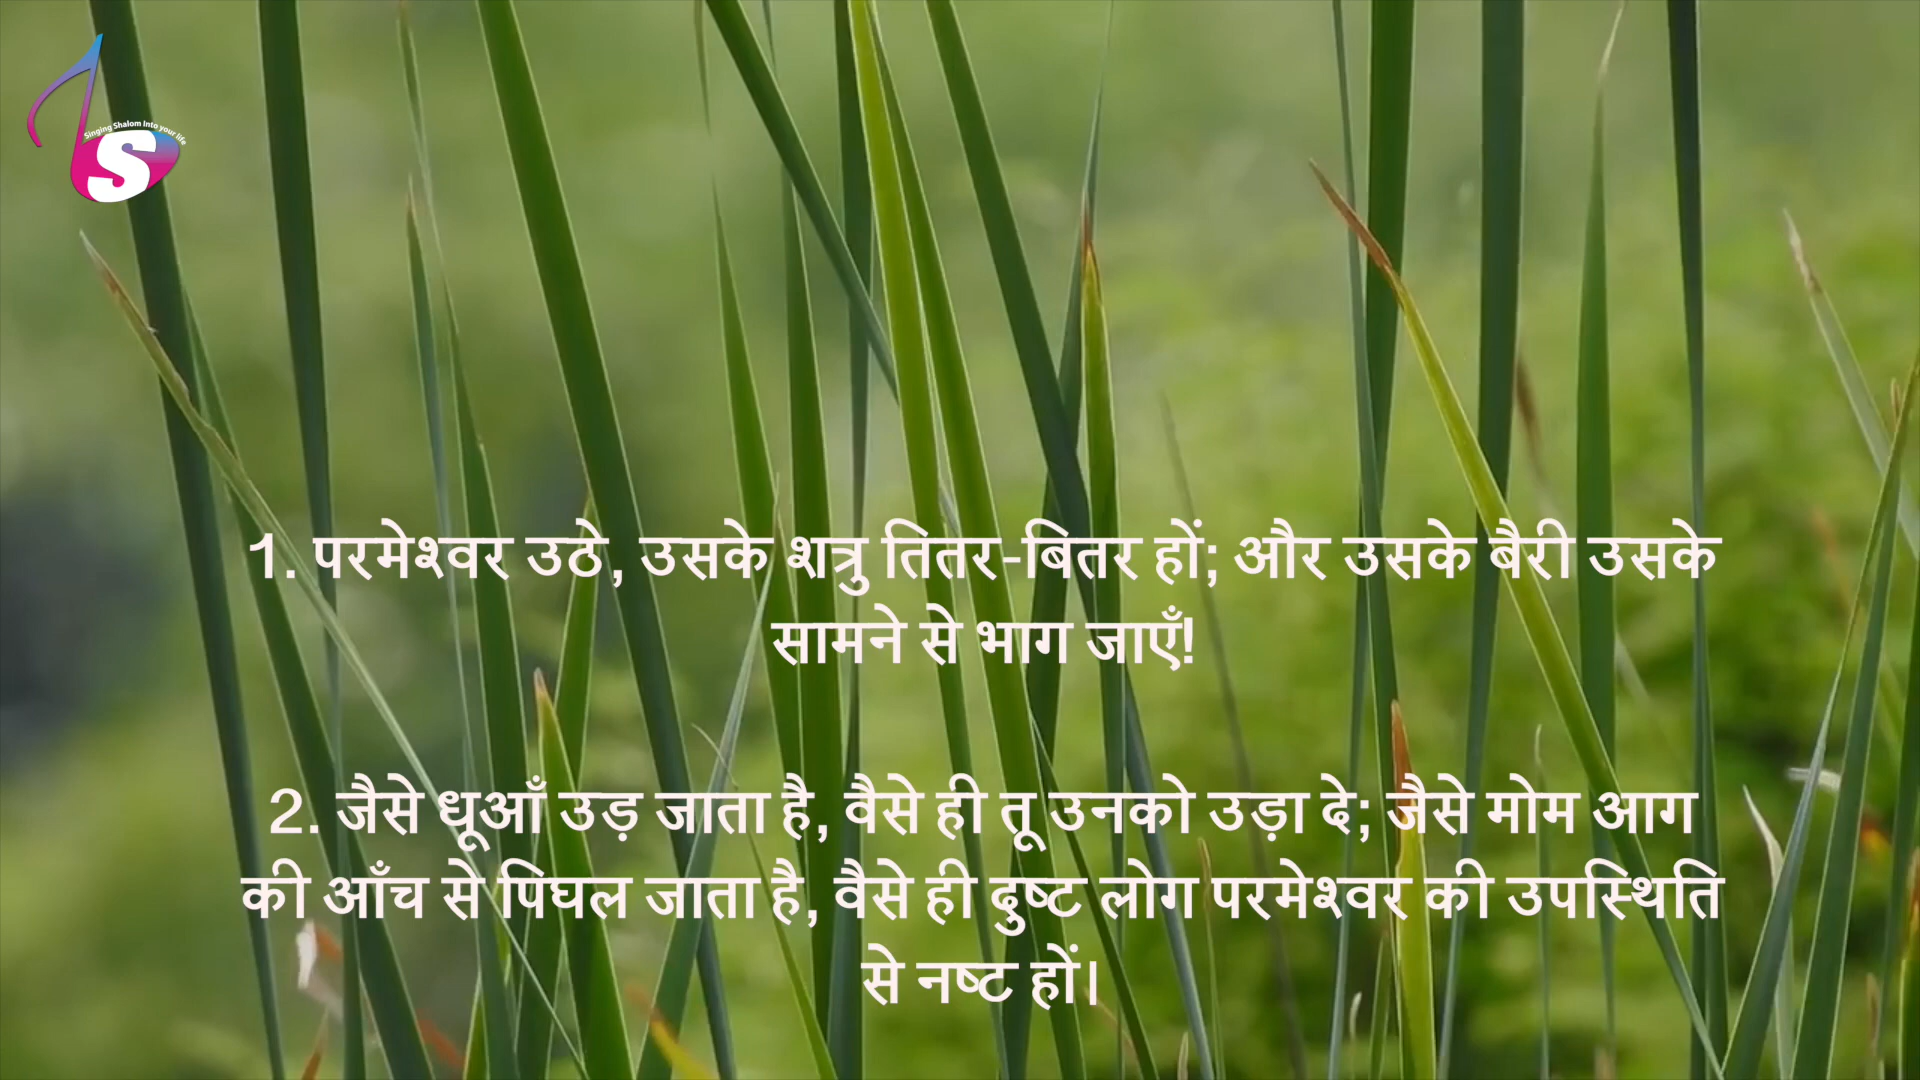 Singing Shalom Into your life
S
1. परमेश्वर उठे, उसके शत्रु तितर-बितर हों; और उसके बैरी उसके
सामने से भाग जाएँ!
2. जैसे धूआँ उड़ जाता है, वैसे ही तू उनको उड़ा दे; जैसे मोम आग
की आँच से पिघल जाता है, वैसे ही दुष्ट लोग परमेश्वर की उपस्थिति
से नष्ट हों।